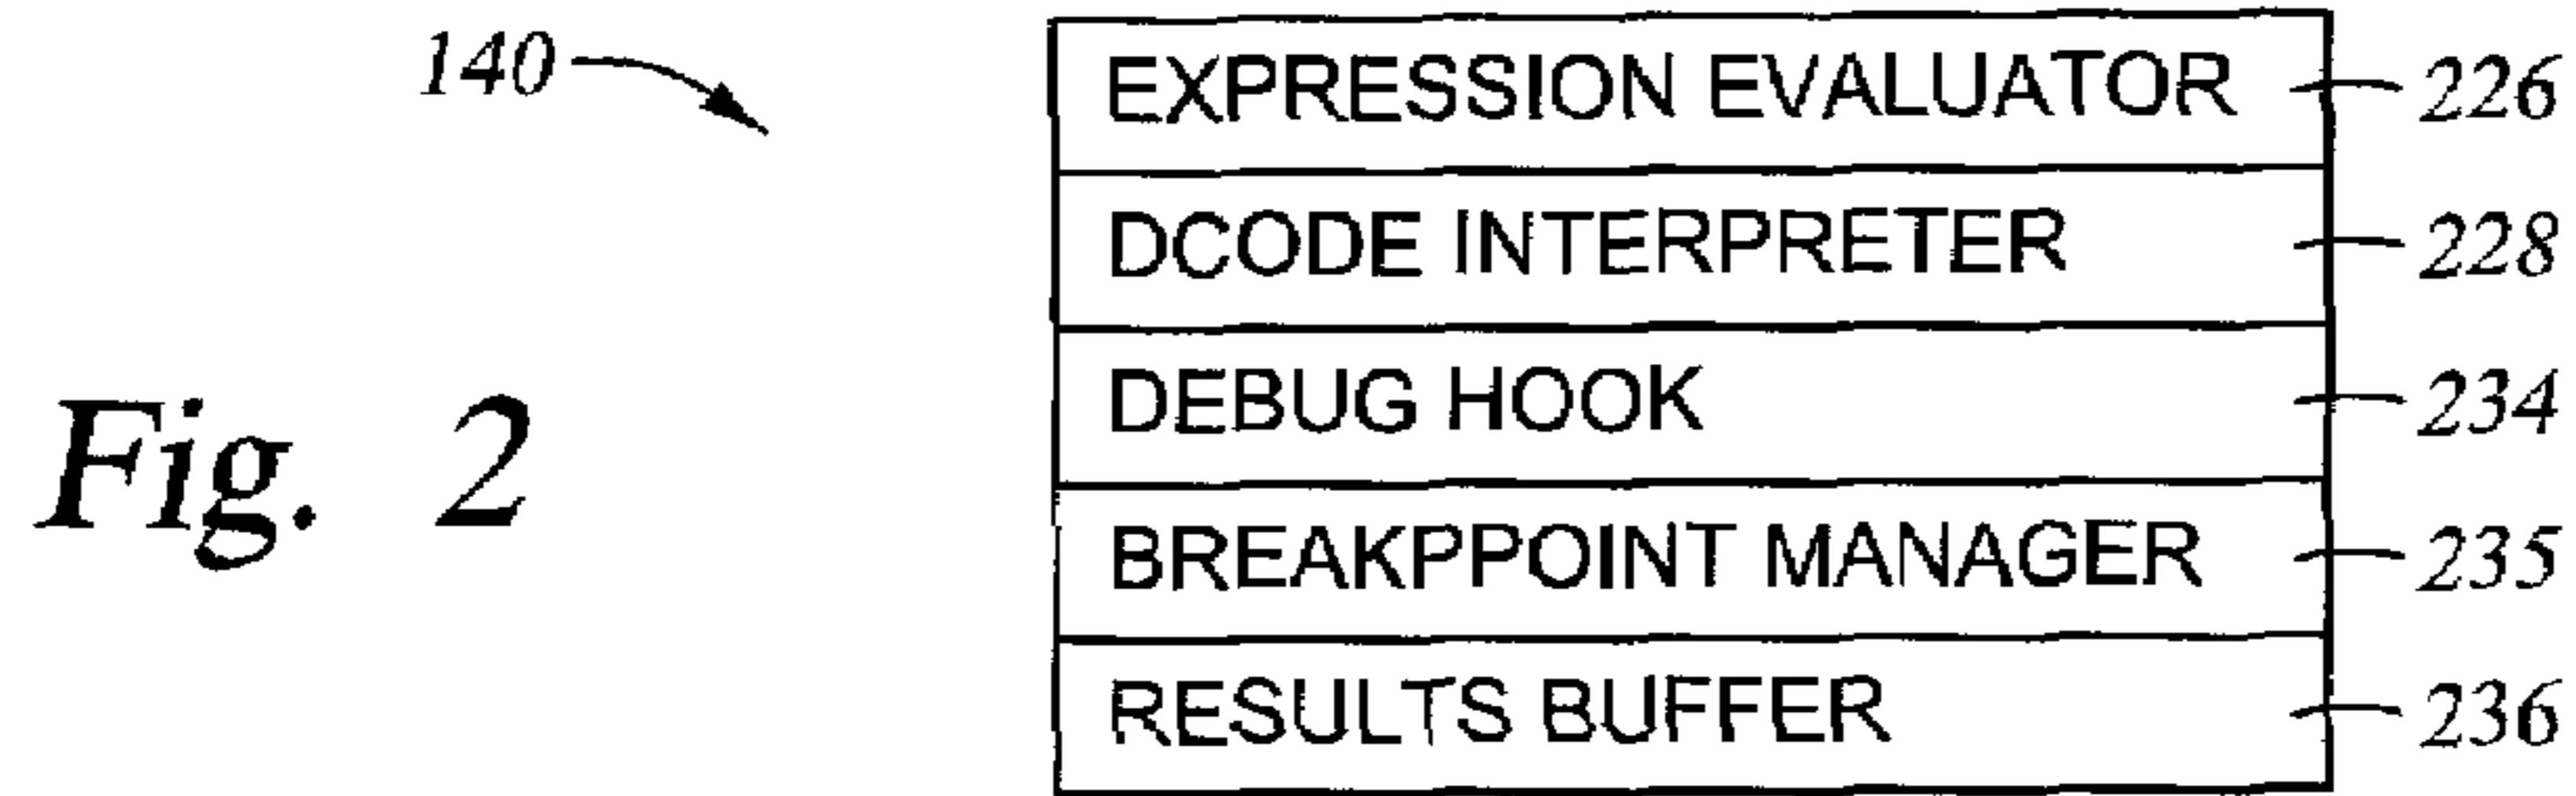 140
EXPRESSION EVALUATOR 226
DCODE INTERPRETER 228
DEBUG HOOK 234
Fig. 2
BREAKPPOINT MANAGER 235
RESULTS BUFFER 236